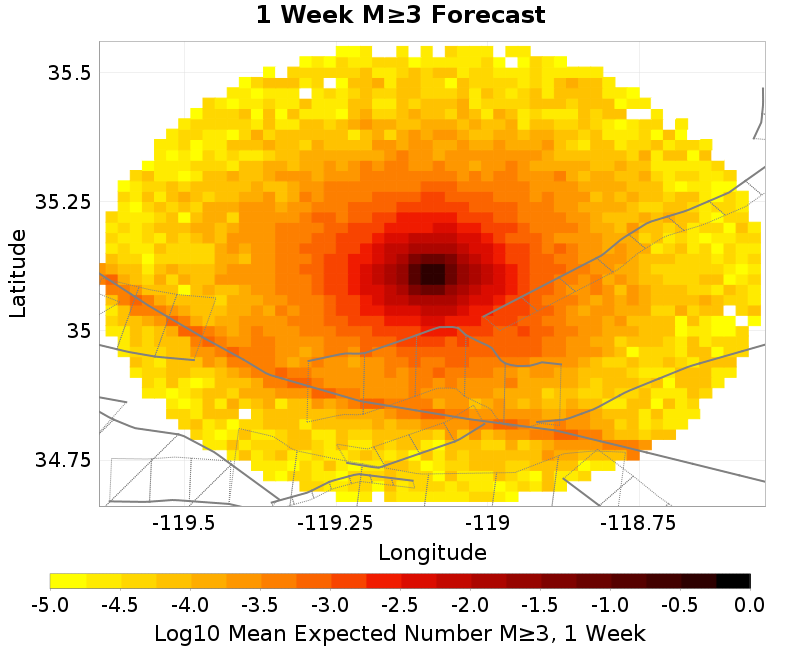 1 Week M≥3 Forecast
35.5
35.25
35
34.75
Latitude
-119.5 -119.25 -119 -118.75
Longitude
-5.0 -4.5 -4.0 -3.5 -3.0 -2.5 -2.0 -1.5 -1.0 -0.5 0.0
Log10 Mean Expected Number M≥3, 1 Week